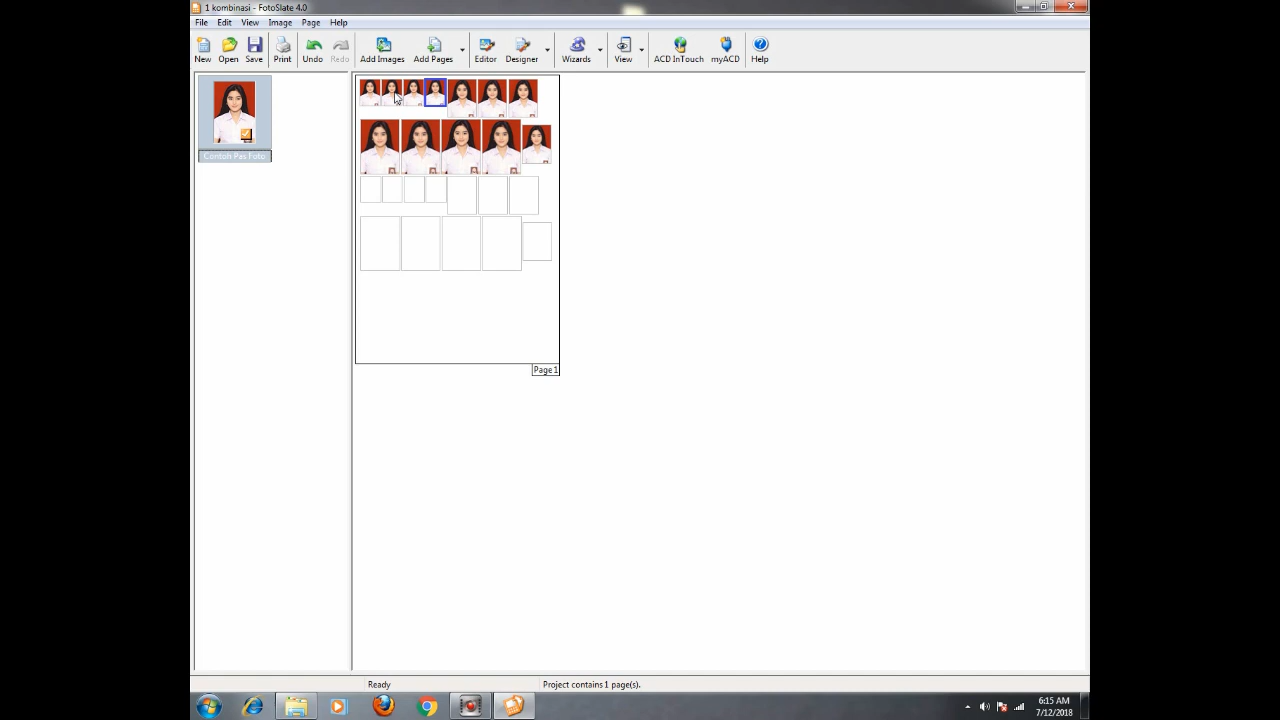 1 kombinasi - FotoSlate 4.0
File Edit View Image Page Help
New Open Save Print Undo Redo Add Images Add Pages Editor Designer Wizards View ACD InTouch myACD Help
Contoh Pas Foto
Page1
Ready Project contains 1 page(s).
6:15 AM
7/12/2018